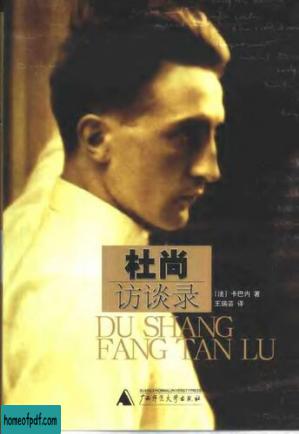 杜尚
访谈录
[法] 卡巴内 著
王瑞芸 译
DU SHANG
FANG TAN LU
广西师范大学出版社
homeofpdf.com